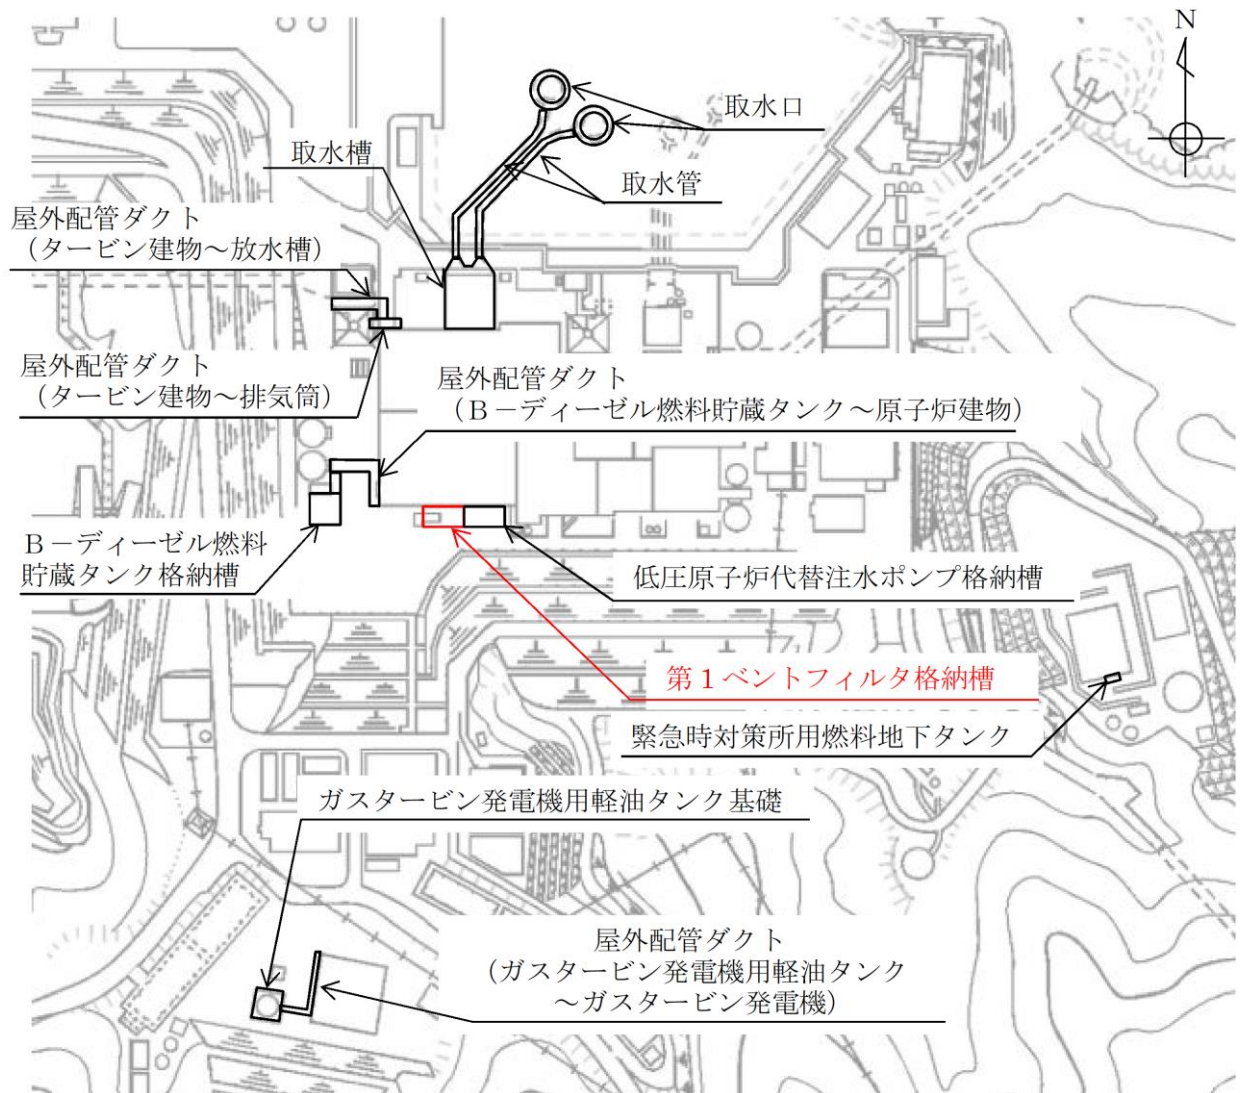 N
取水口
取水槽
取水管
屋外配管ダクト
（タービン建物～放水槽）
屋外配管ダクト
（タービン建物～排気筒）
屋外配管ダクト
（Ｂ－ディーゼル燃料貯蔵タンク～原子炉建物）
Ｂ－ディーゼル燃料
貯蔵タンク格納槽
低圧原子炉代替注水ポンプ格納槽
第１ベントフィルタ格納槽
緊急時対策所用燃料地下タンク
ガスタービン発電機用軽油タンク基礎
屋外配管ダクト
（ガスタービン発電機用軽油タンク
～ガスタービン発電機）